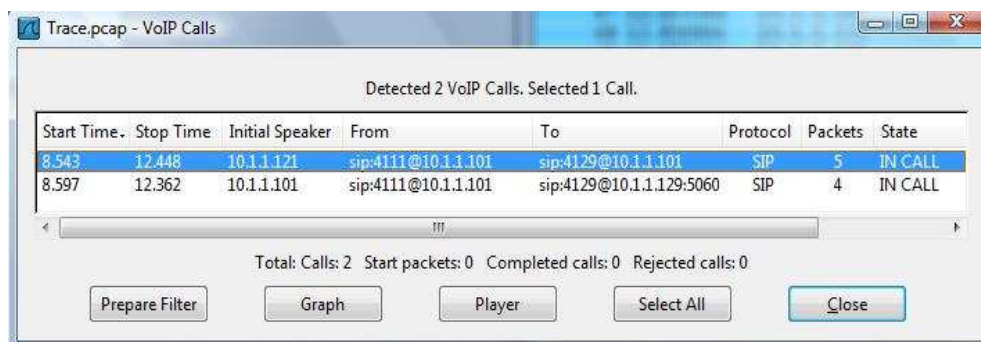 Trace.pcap - VoIP Calls
Detected 2 VoIP Calls. Selected 1 Call.
Start Time Stop Time Initial Speaker From To Protocol Packets State
8.543 12.448 10.1.1.121 sip:4111@10.1.1.101 sip:4129@10.1.1.101 SIP 5 IN CALL
8.597 12.362 10.1.1.101 sip:4111@10.1.1.101 sip:4129@10.1.1.129:5060 SIP 4 IN CALL
Total: Calls: 2 Start packets: 0 Completed calls: 0 Rejected calls: 0
Prepare Filter Graph Player Select All Close